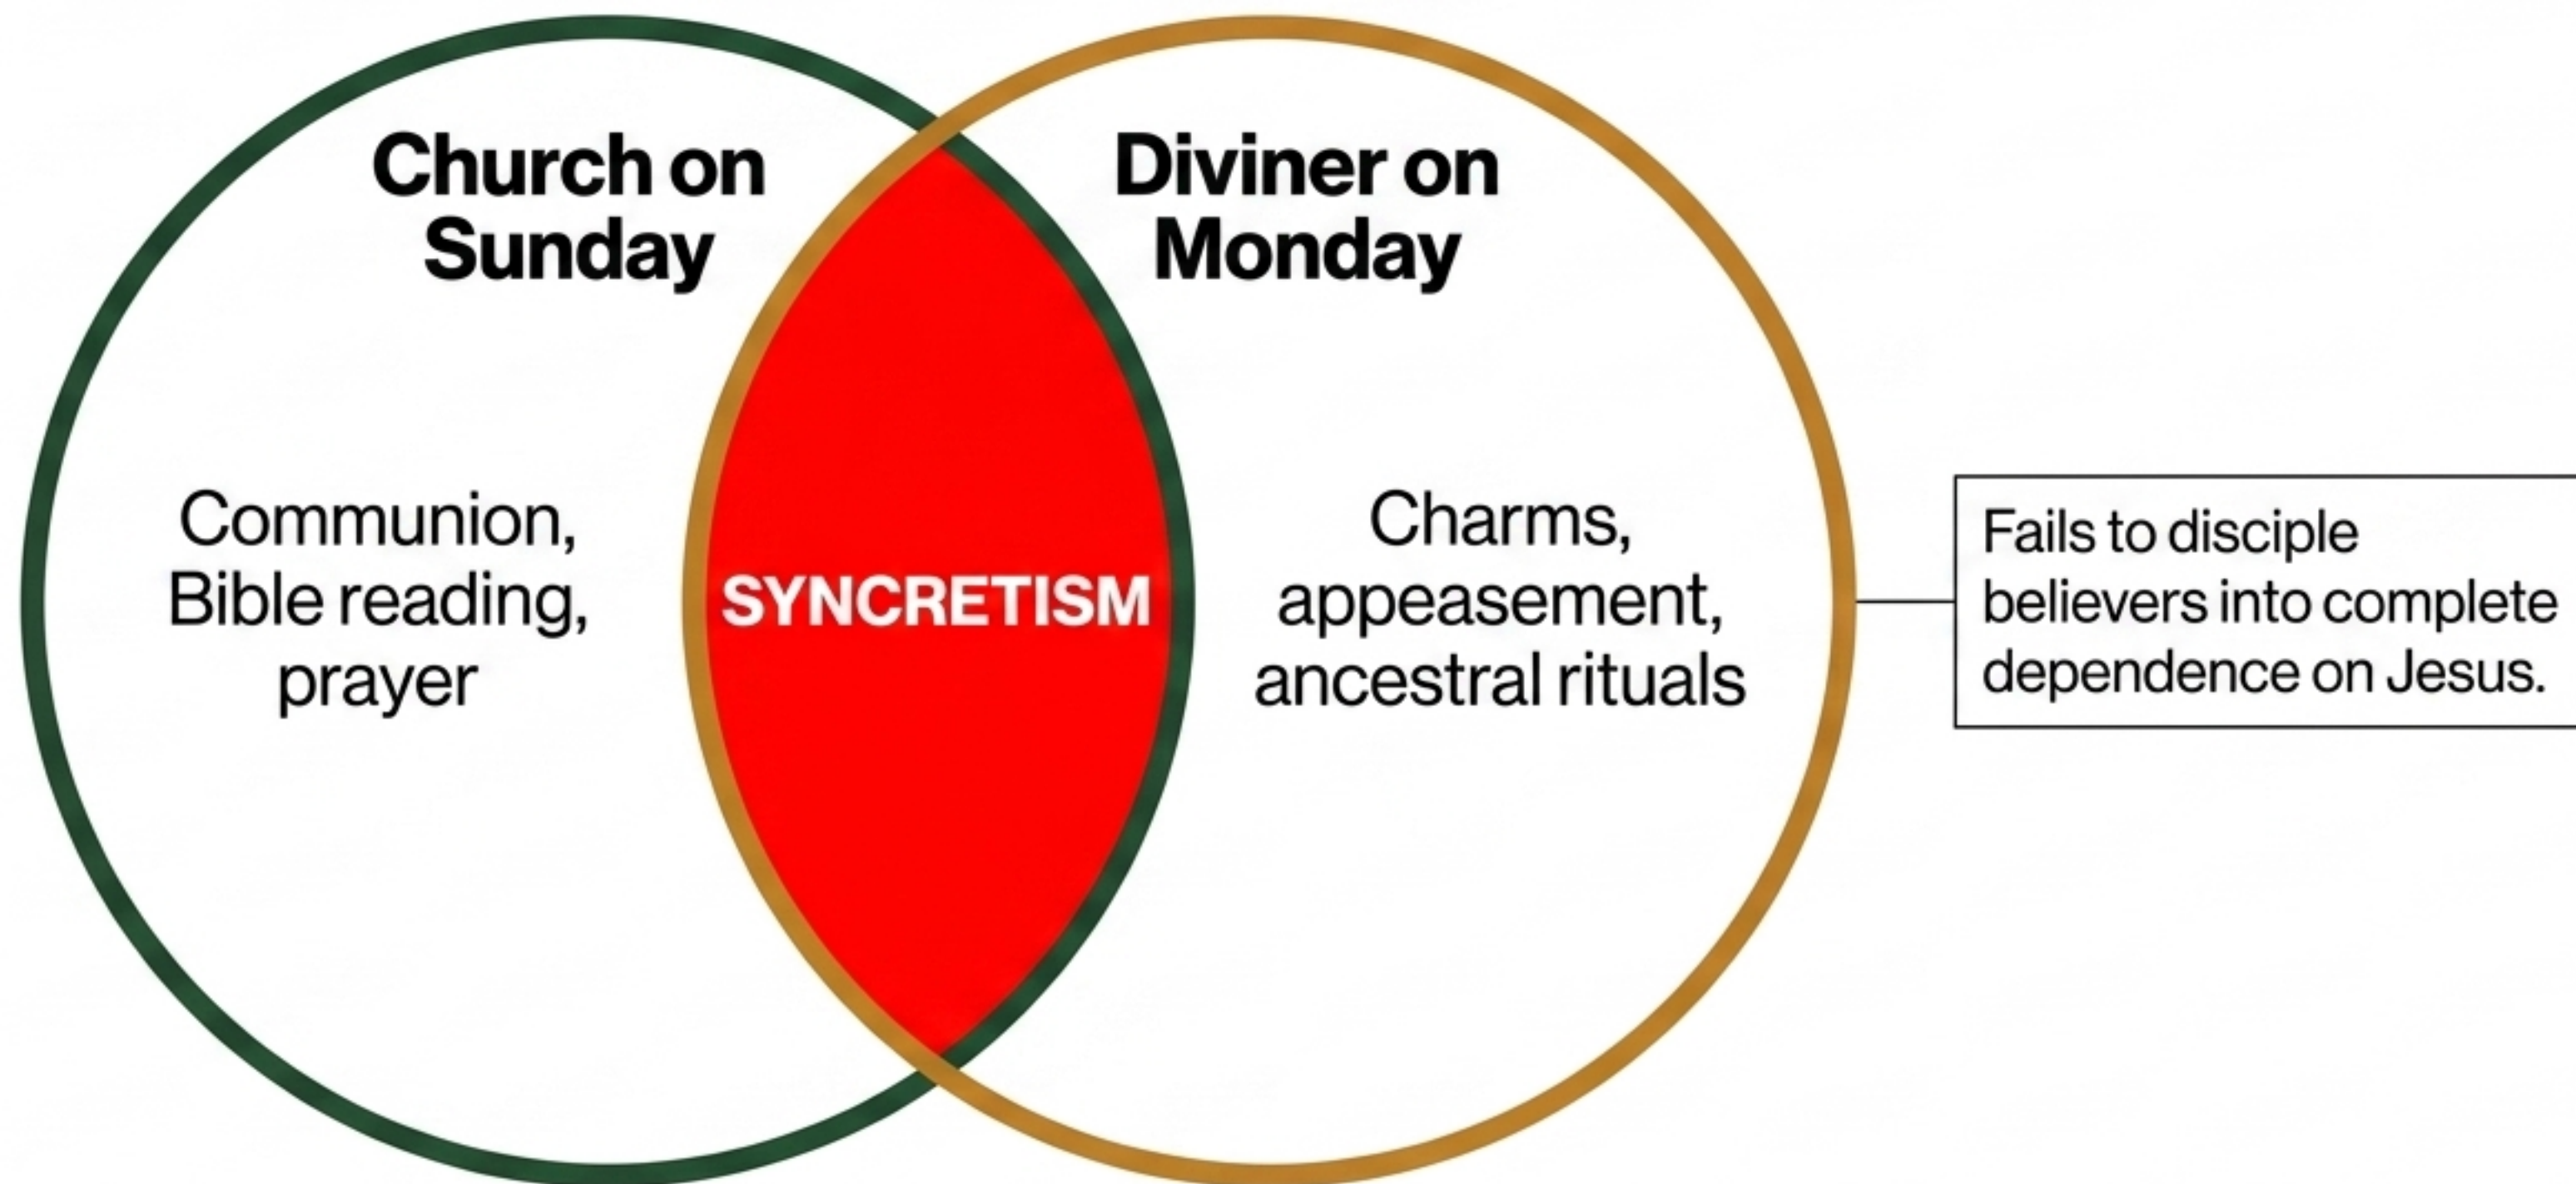 Church on
Sunday
Diviner on
Monday
Communion,
Bible reading,
prayer
SYNCRETISM
Charms,
appeasement,
ancestral rituals
Fails to disciple
believers into complete
dependence on Jesus.